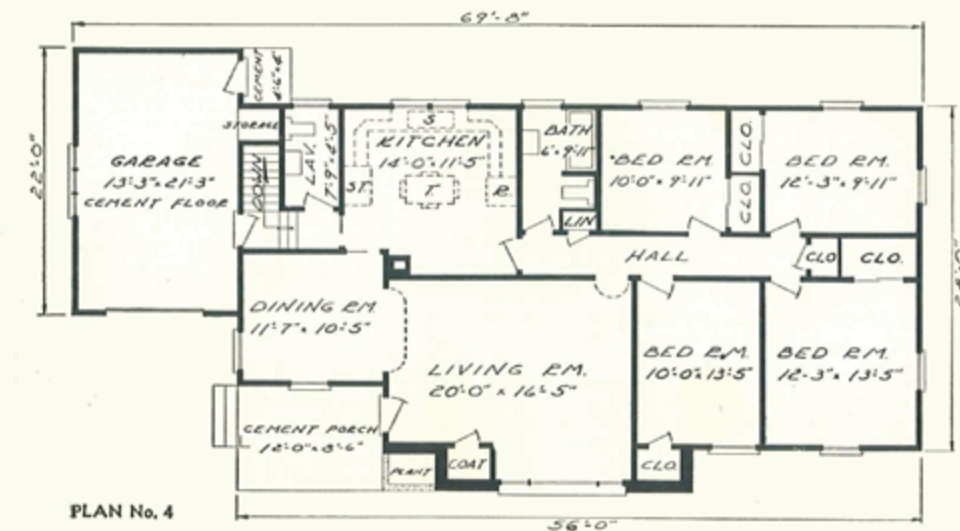 69'-8"
22'-0"
CEMENT
4'-6"x4'
STORAGE
GARAGE
13'-3" x 21'-3"
CEMENT FLOOR
DOWN
LAV.
7'-9" x 4'-5"
S.
KITCHEN
14'-0" x 11'-5"
ST.
T.
R.
BATH
6' x 9'-11"
LIN
BED RM.
10'-0" x 9'-11"
CLO.
CLO.
BED RM.
12'-3" x 9'-11"
HALL
CLO
CLO.
DINING RM.
11'-7" x 10'-5"
LIVING RM.
20'-0" x 16'-5"
BED RM.
10'-0" x 13'-5"
BED RM.
12'-3" x 13'-5"
CEMENT PORCH
12'-0" x 8'-6"
PLANT
COAT
CLO.
PLAN No. 4
56'-0"